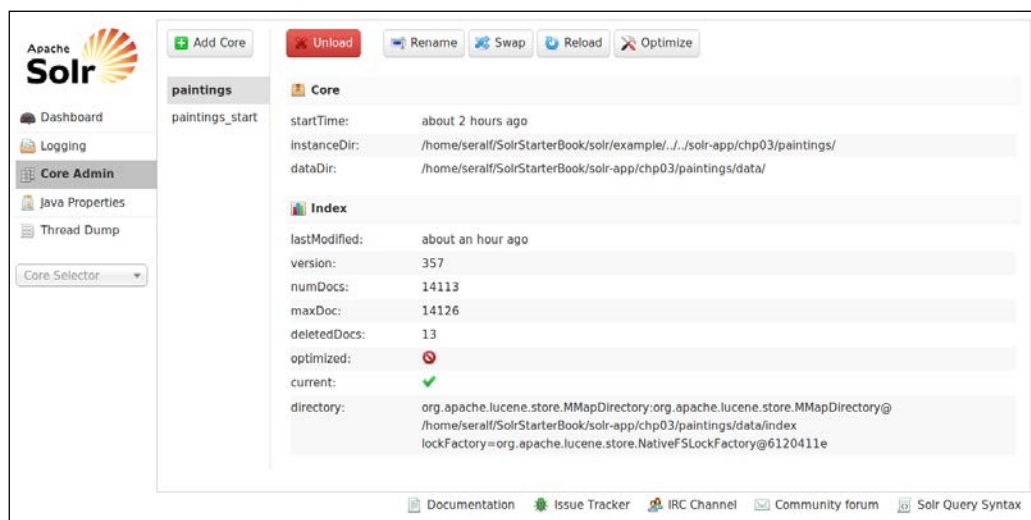 Apache
Solr
Dashboard
Logging
Core Admin
Java Properties
Thread Dump
Core Selector
Add Core
paintings
paintings_start
Unload
Rename
Swap
Reload
Optimize
Core
startTime: about 2 hours ago
instanceDir: /home/seralf/SolrStarterBook/solr/example/../../solr-app/chp03/paintings/
dataDir: /home/seralf/SolrStarterBook/solr-app/chp03/paintings/data/
Index
lastModified: about an hour ago
version: 357
numDocs: 14113
maxDoc: 14126
deletedDocs: 13
optimized:
current:
directory: org.apache.lucene.store.MMapDirectory:org.apache.lucene.store.MMapDirectory@
/home/seralf/SolrStarterBook/solr-app/chp03/paintings/data/index
lockFactory=org.apache.lucene.store.NativeFSLockFactory@6120411e
Documentation
Issue Tracker
IRC Channel
Community forum
Solr Query Syntax